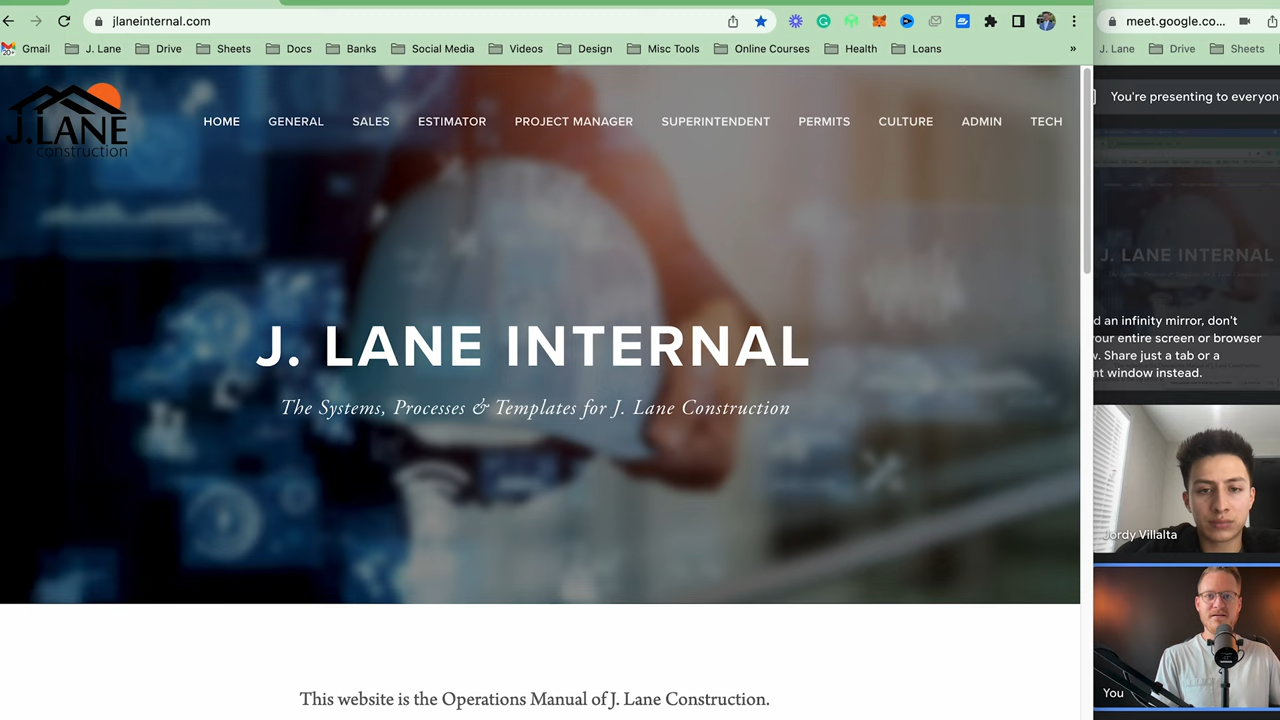 jlaneinternal.com
meet.google.co...
20+
Gmail
J. Lane
Drive
Sheets
Docs
Banks
Social Media
Videos
Design
Misc Tools
Online Courses
Health
Loans
»
J. Lane
Drive
Sheets
J. LANE
construction
HOME
GENERAL
SALES
ESTIMATOR
PROJECT MANAGER
SUPERINTENDENT
PERMITS
CULTURE
ADMIN
TECH
You're presenting to everyon
J. LANE INTERNAL
The Systems, Processes & Templates for J. Lane Construction
J. LANE INTERNAL
d an infinity mirror, don't
our entire screen or browser
w. Share just a tab or a
nt window instead.
Jordy Villalta
You
This website is the Operations Manual of J. Lane Construction.